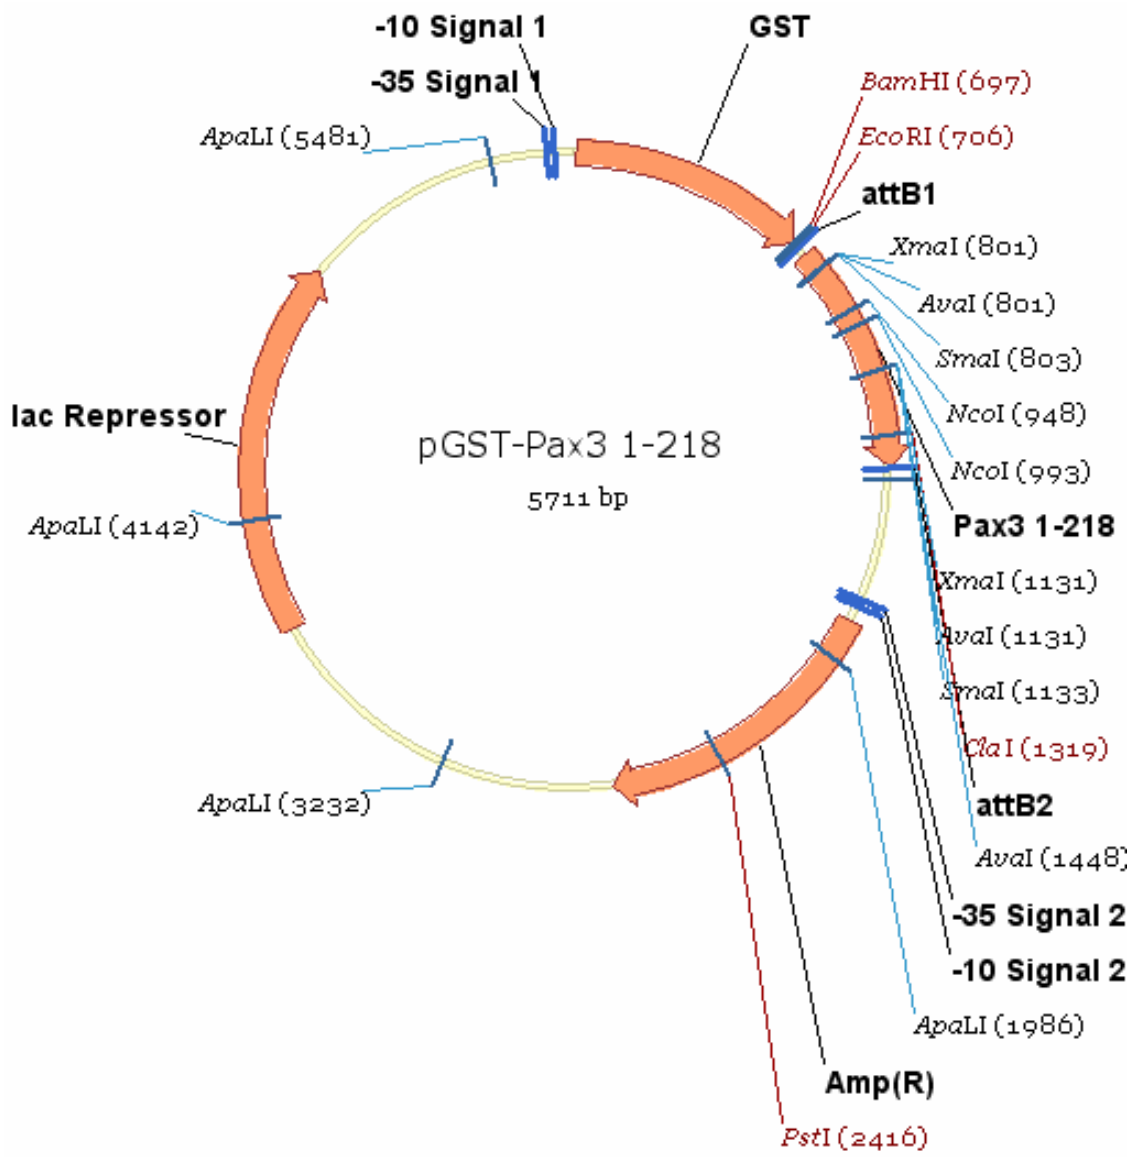 -10 Signal 1
GST
-35 Signal 1
BamHI (697)
ApaLI (5481)
EcoRI (706)
attB1
XmaI (801)
AvaI (801)
SmaI (803)
lac Repressor
NcoI (948)
pGST-Pax3 1-218
NcoI (993)
5711 bp
ApaLI (4142)
Pax3 1-218
XmaI (1131)
AvaI (1131)
SmaI (1133)
ClaI (1319)
ApaLI (3232)
attB2
AvaI (1448)
-35 Signal 2
-10 Signal 2
ApaLI (1986)
Amp(R)
PstI (2416)